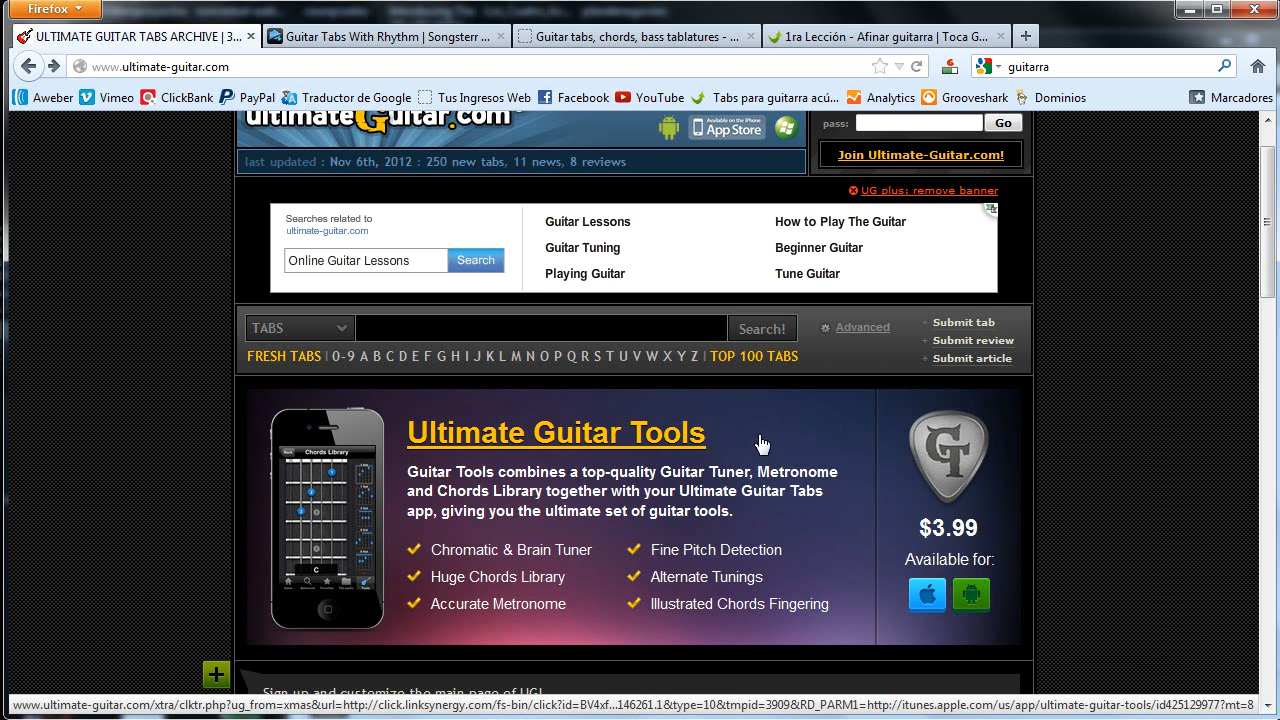 Firefox
ULTIMATE GUITAR TABS ARCHIVE | 3...
Guitar Tabs With Rhythm | Songsterr ...
Guitar tabs, chords, bass tablatures - ...
1ra Lección - Afinar guitarra | Toca G...
www.ultimate-guitar.com
guitarra
Aweber
Vimeo
ClickBank
PayPal
Traductor de Google
Tus Ingresos Web
Facebook
YouTube
Tabs para guitarra acú...
Analytics
Grooveshark
Dominios
Marcadores
ultimateGuitar.com
Available on the iPhone
App Store
pass:
Go
last updated : Nov 6th, 2012 : 250 new tabs, 11 news, 8 reviews
Join Ultimate-Guitar.com!
UG plus: remove banner
Searches related to
ultimate-guitar.com
Online Guitar Lessons
Search
Guitar Lessons
How to Play The Guitar
Guitar Tuning
Beginner Guitar
Playing Guitar
Tune Guitar
TABS
Search!
Advanced
Submit tab
Submit review
Submit article
FRESH TABS | 0-9 A B C D E F G H I J K L M N O P Q R S T U V W X Y Z | TOP 100 TABS
Chords Library
C
Ultimate Guitar Tools
Guitar Tools combines a top-quality Guitar Tuner, Metronome
and Chords Library together with your Ultimate Guitar Tabs
app, giving you the ultimate set of guitar tools.
Chromatic & Brain Tuner
Fine Pitch Detection
Huge Chords Library
Alternate Tunings
Accurate Metronome
Illustrated Chords Fingering
GT
$3.99
Available for:
Sign up and customize the main page of UG!
www.ultimate-guitar.com/xtra/clktr.php?ug_from=xmas&url=http://click.linksynergy.com/fs-bin/click?id=BV4xf...146261.1&type=10&tmpid=3909&RD_PARM1=http://itunes.apple.com/us/app/ultimate-guitar-tools/id425129977?mt=8